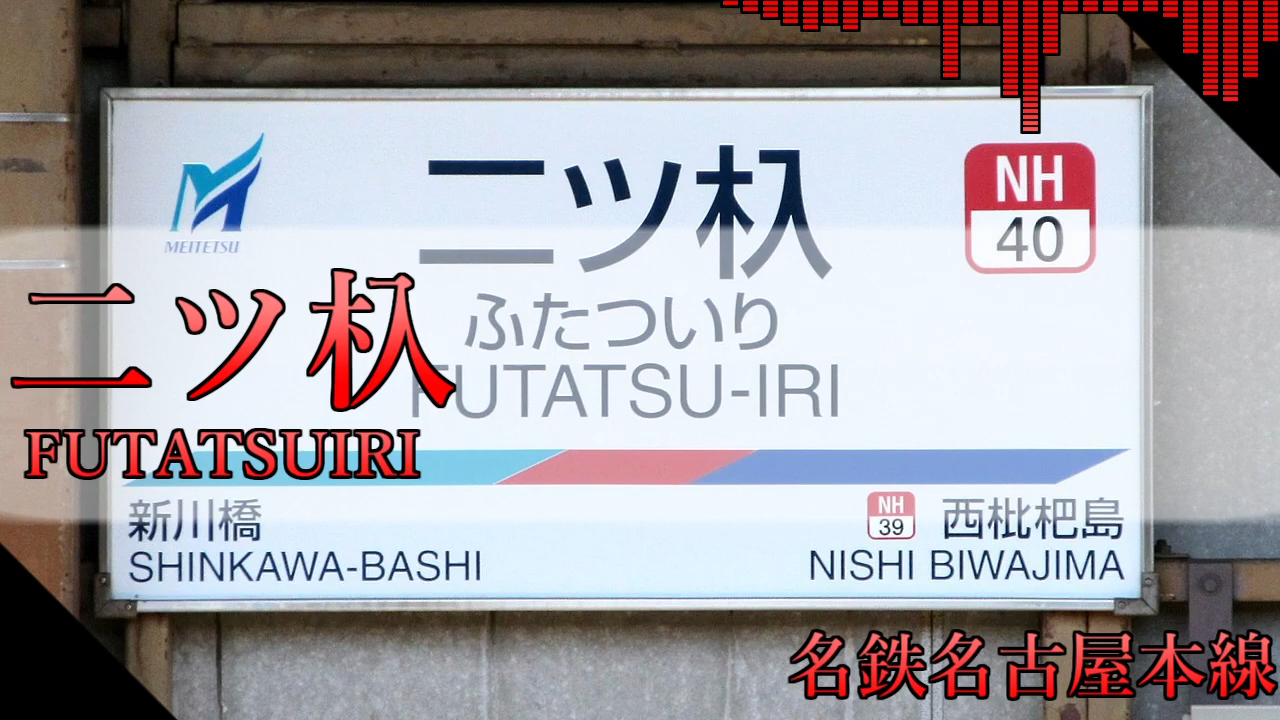 MEITETSU
二ツ杁
NH
40
ふたついり
FUTATSU-IRI
二ツ杁
FUTATSUIRI
新川橋
SHINKAWA-BASHI
NH
39
西枇杷島
NISHI BIWAJIMA
名鉄名古屋本線